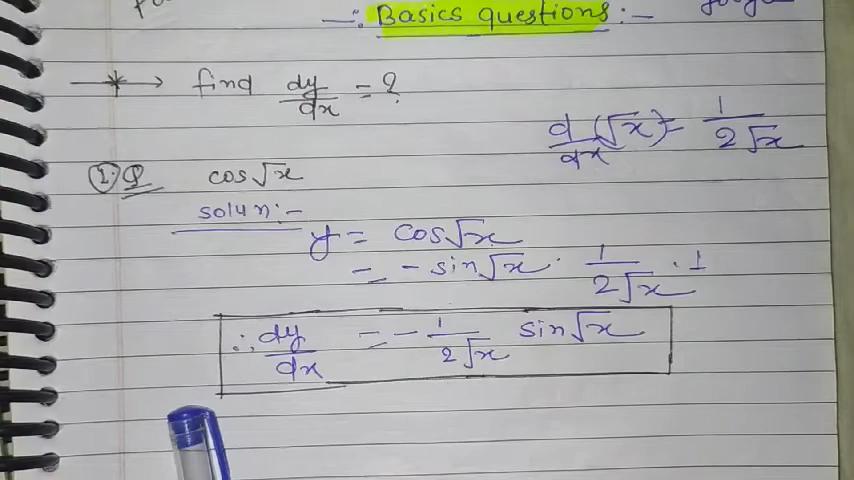 —: Basics questions :—
—*—> find dy/dx = ?
d/dx (√x) = 1/2√x
1. Q cos√x
solun:-
y = cos√x
= -sin√x · 1/2√x · 1
∴ dy/dx = - 1/2√x sin√x